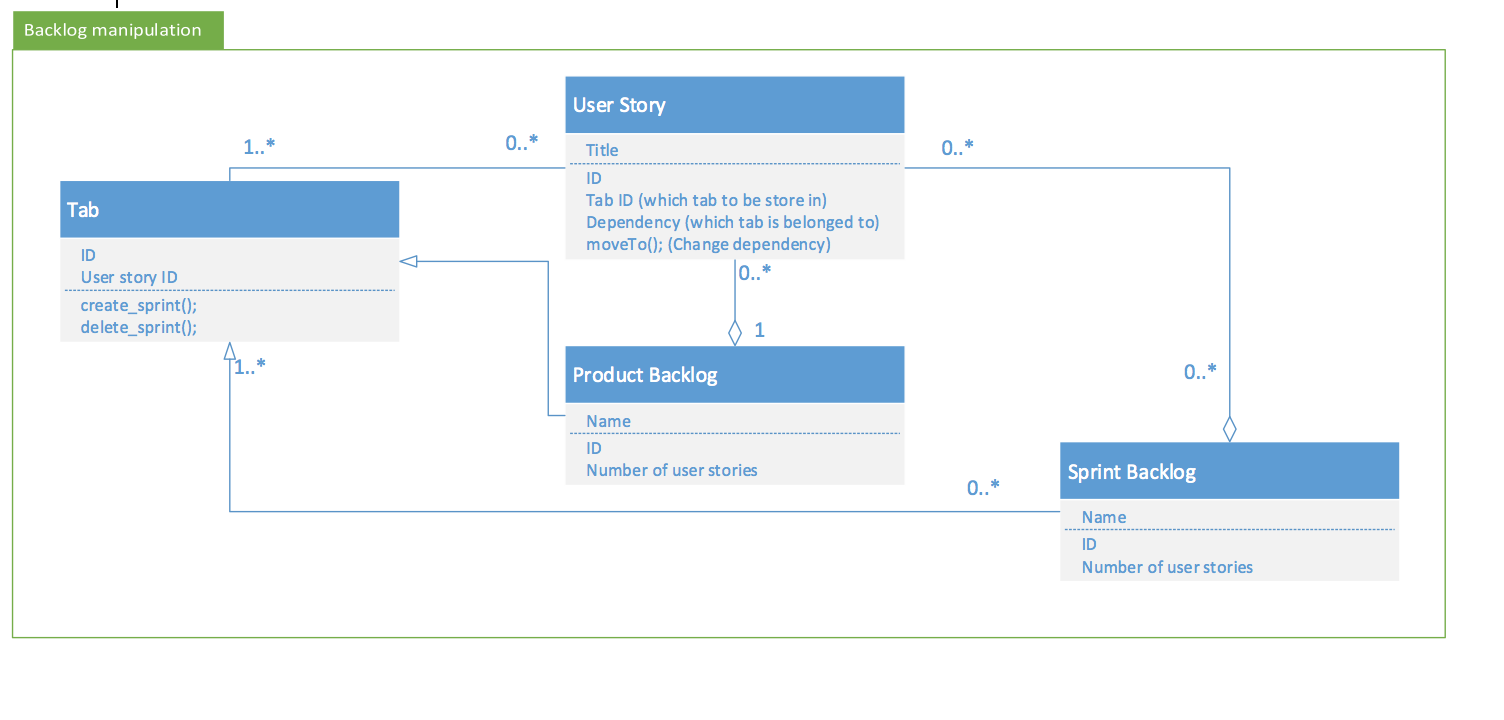 Backlog manipulation
User Story
Title
ID
Tab ID (which tab to be store in)
Dependency (which tab is belonged to)
moveTo(); (Change dependency)
1..*
0..*
0..*
Tab
ID
User story ID
create_sprint();
delete_sprint();
0..*
1
1..*
Product Backlog
Name
ID
Number of user stories
0..*
0..*
Sprint Backlog
Name
ID
Number of user stories